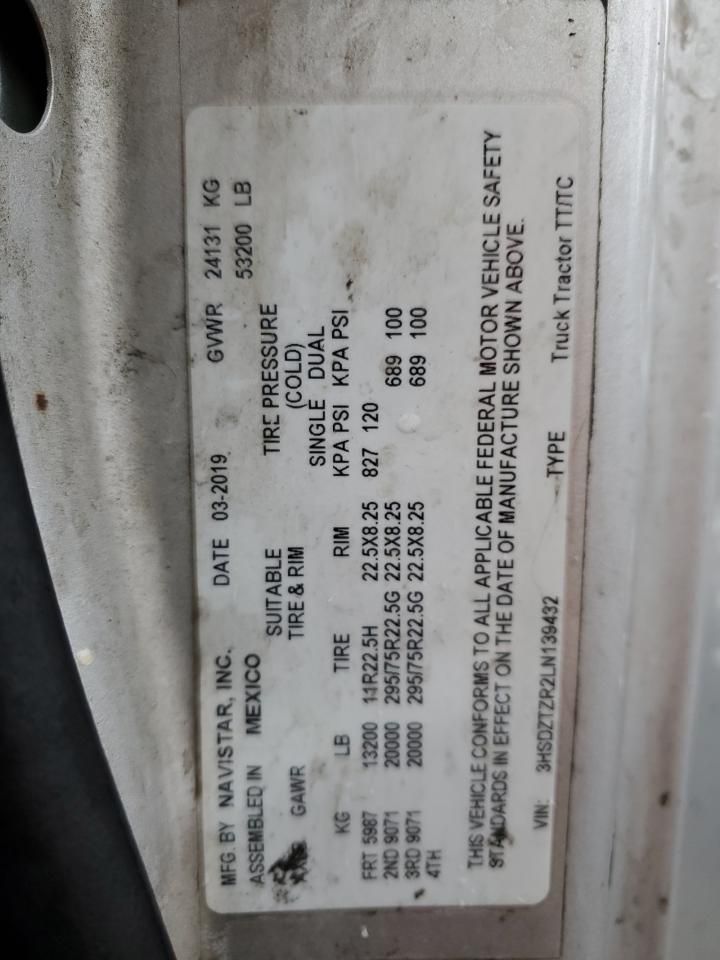 MFG. BY NAVISTAR, INC. DATE 03-2019 GVWR 24131 KG
ASSEMBLED IN MEXICO 53200 LB
GAWR SUITABLE TIRE PRESSURE
TIRE & RIM (COLD)
SINGLE DUAL
KG LB TIRE RIM KPA PSI KPA PSI
FRT 5987 13200 11R22.5H 22.5X8.25 827 120
2ND 9071 20000 295/75R22.5G 22.5X8.25 689 100
3RD 9071 20000 295/75R22.5G 22.5X8.25 689 100
4TH
THIS VEHICLE CONFORMS TO ALL APPLICABLE FEDERAL MOTOR VEHICLE SAFETY
STANDARDS IN EFFECT ON THE DATE OF MANUFACTURE SHOWN ABOVE.
VIN: 3HSDZTZR2LN139432 TYPE Truck Tractor TT/TC